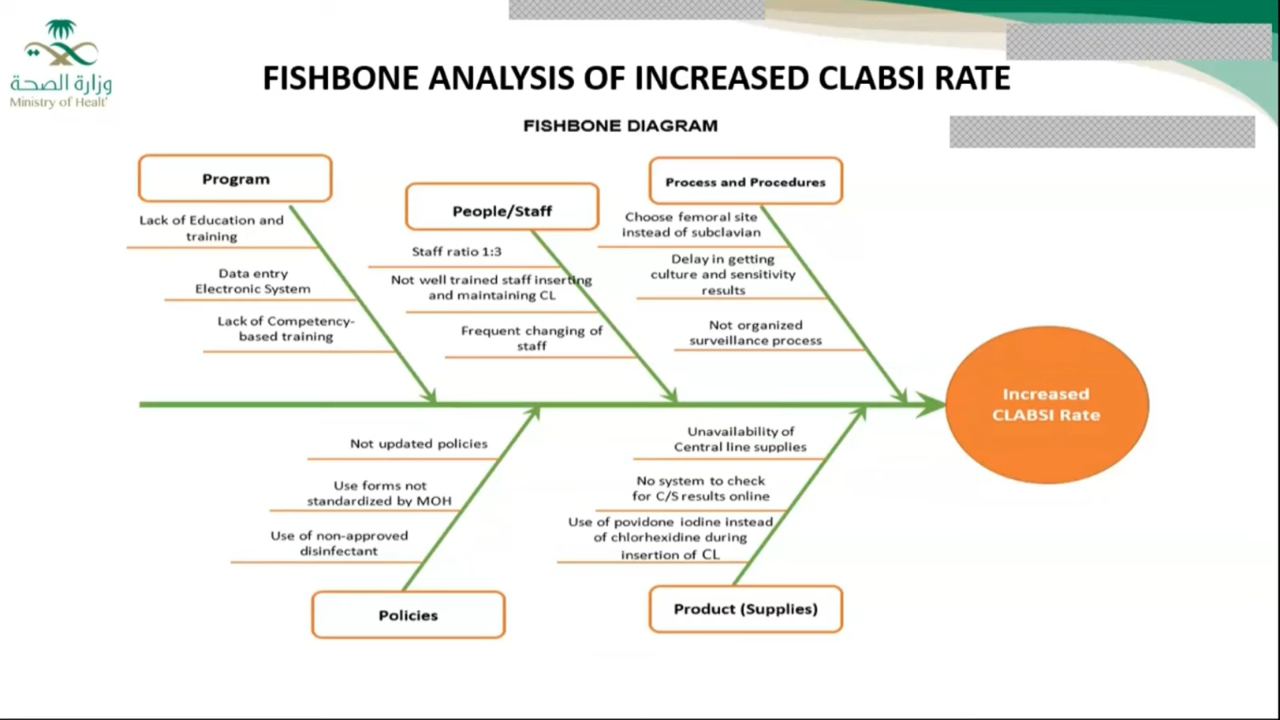 وزارة الصحة
Ministry of Healt'
FISHBONE ANALYSIS OF INCREASED CLABSI RATE
FISHBONE DIAGRAM
Program
Lack of Education and
training
Data entry
Electronic System
Lack of Competency-
based training
People/Staff
Staff ratio 1:3
Not well trained staff inserting
and maintaining CL
Frequent changing of
staff
Process and Procedures
Choose femoral site
instead of subclavian
Delay in getting
culture and sensitivity
results
Not organized
surveillance process
Increased
CLABSI Rate
Not updated policies
Use forms not
standardized by MOH
Use of non-approved
disinfectant
Policies
Unavailability of
Central line supplies
No system to check
for C/S results online
Use of povidone iodine instead
of chlorhexidine during
insertion of CL
Product (Supplies)